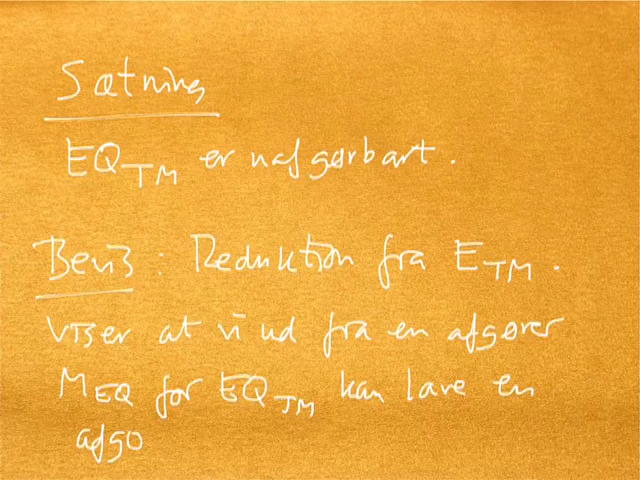 Sætning
EQTM er uafgørbart.
Bevis: Reduktion fra ETM.
Viser at vi ud fra en afgører
MEQ for EQTM kan lave en
afgø